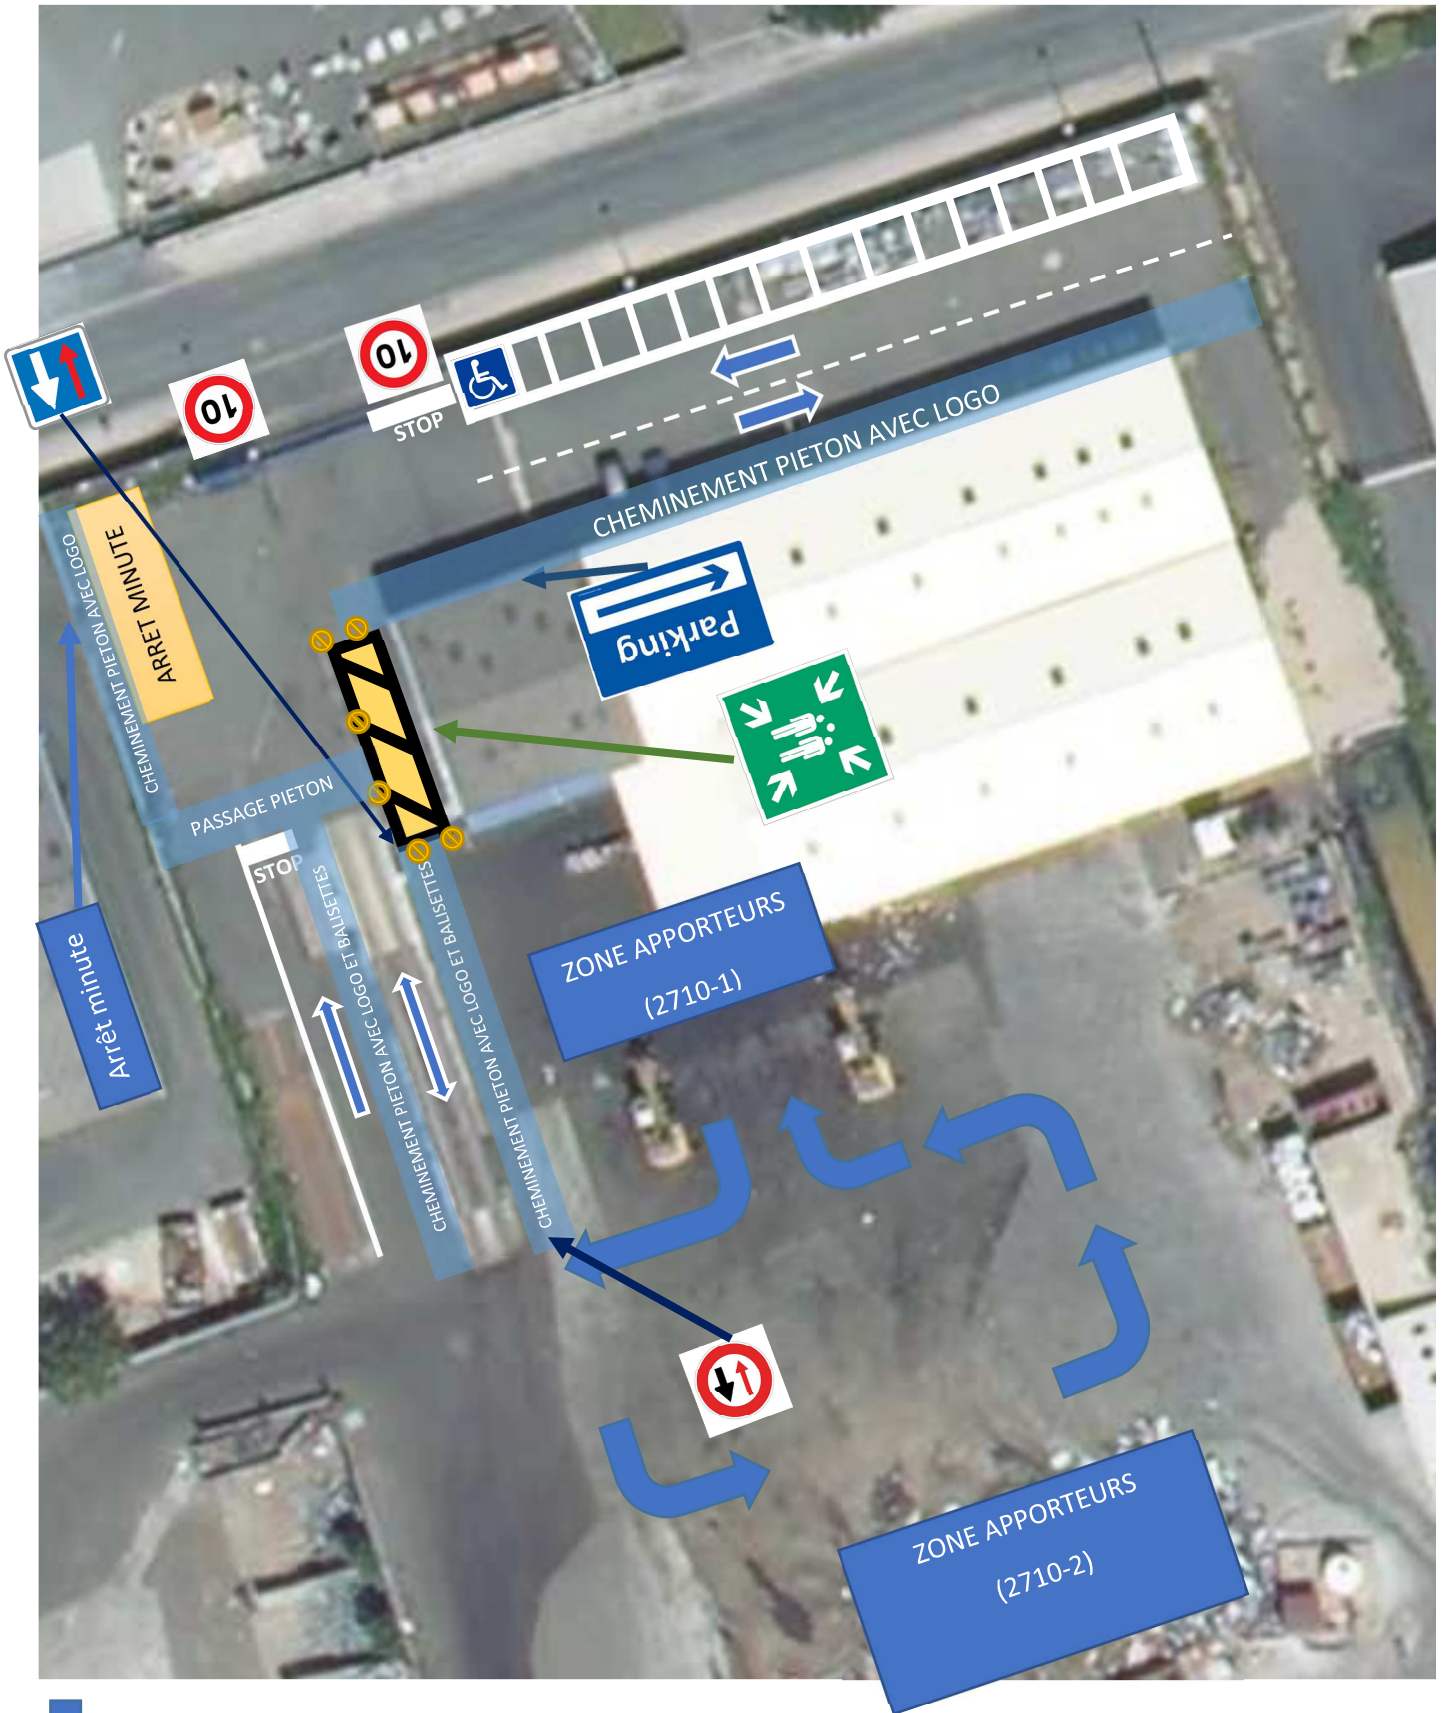 10
10
STOP
CHEMINEMENT PIETON AVEC LOGO
ARRET MINUTE
CHEMINEMENT PIETON AVEC LOGO
Parking
PASSAGE PIETON
STOP
Arrêt minute
CHEMINEMENT PIETON AVEC LOGO ET BALISETTES
CHEMINEMENT PIETON AVEC LOGO ET BALISETTES
ZONE APPORTEURS
(2710-1)
ZONE APPORTEURS
(2710-2)